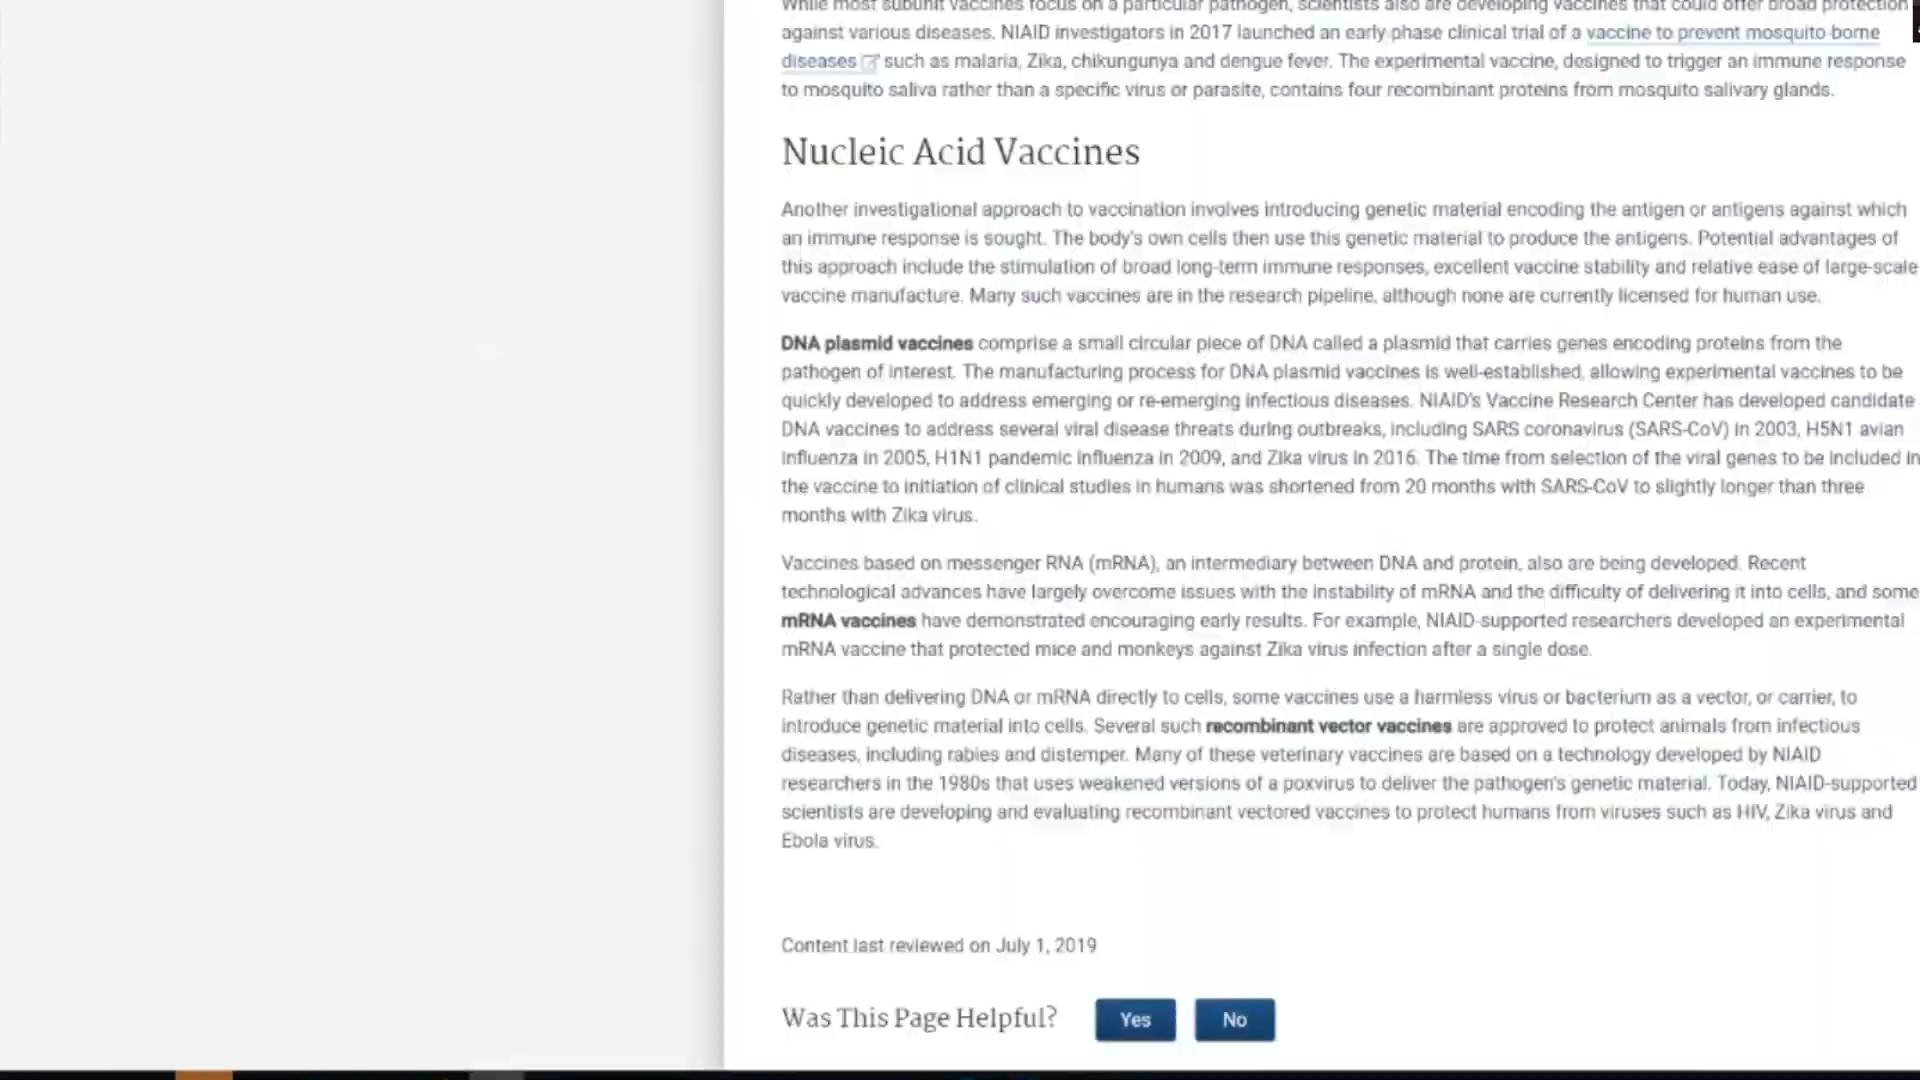 While most subunit vaccines focus on a particular pathogen, scientists also are developing vaccines that could offer broad protection
against various diseases. NIAID investigators in 2017 launched an early-phase clinical trial of a vaccine to prevent mosquito-borne
diseases such as malaria, Zika, chikungunya and dengue fever. The experimental vaccine, designed to trigger an immune response
to mosquito saliva rather than a specific virus or parasite, contains four recombinant proteins from mosquito salivary glands.
Nucleic Acid Vaccines
Another investigational approach to vaccination involves introducing genetic material encoding the antigen or antigens against which
an immune response is sought. The body's own cells then use this genetic material to produce the antigens. Potential advantages of
this approach include the stimulation of broad long-term immune responses, excellent vaccine stability and relative ease of large-scale
vaccine manufacture. Many such vaccines are in the research pipeline, although none are currently licensed for human use.
DNA plasmid vaccines comprise a small circular piece of DNA called a plasmid that carries genes encoding proteins from the
pathogen of interest. The manufacturing process for DNA plasmid vaccines is well-established, allowing experimental vaccines to be
quickly developed to address emerging or re-emerging infectious diseases. NIAID's Vaccine Research Center has developed candidate
DNA vaccines to address several viral disease threats during outbreaks, including SARS coronavirus (SARS-CoV) in 2003, H5N1 avian
influenza in 2005, H1N1 pandemic influenza in 2009, and Zika virus in 2016. The time from selection of the viral genes to be included in
the vaccine to initiation of clinical studies in humans was shortened from 20 months with SARS-CoV to slightly longer than three
months with Zika virus.
Vaccines based on messenger RNA (mRNA), an intermediary between DNA and protein, also are being developed. Recent
technological advances have largely overcome issues with the instability of mRNA and the difficulty of delivering it into cells, and some
mRNA vaccines have demonstrated encouraging early results. For example, NIAID-supported researchers developed an experimental
mRNA vaccine that protected mice and monkeys against Zika virus infection after a single dose.
Rather than delivering DNA or mRNA directly to cells, some vaccines use a harmless virus or bacterium as a vector, or carrier, to
introduce genetic material into cells. Several such recombinant vector vaccines are approved to protect animals from infectious
diseases, including rabies and distemper. Many of these veterinary vaccines are based on a technology developed by NIAID
researchers in the 1980s that uses weakened versions of a poxvirus to deliver the pathogen's genetic material. Today, NIAID-supported
scientists are developing and evaluating recombinant vectored vaccines to protect humans from viruses such as HIV, Zika virus and
Ebola virus.
Content last reviewed on July 1, 2019
Was This Page Helpful? Yes No